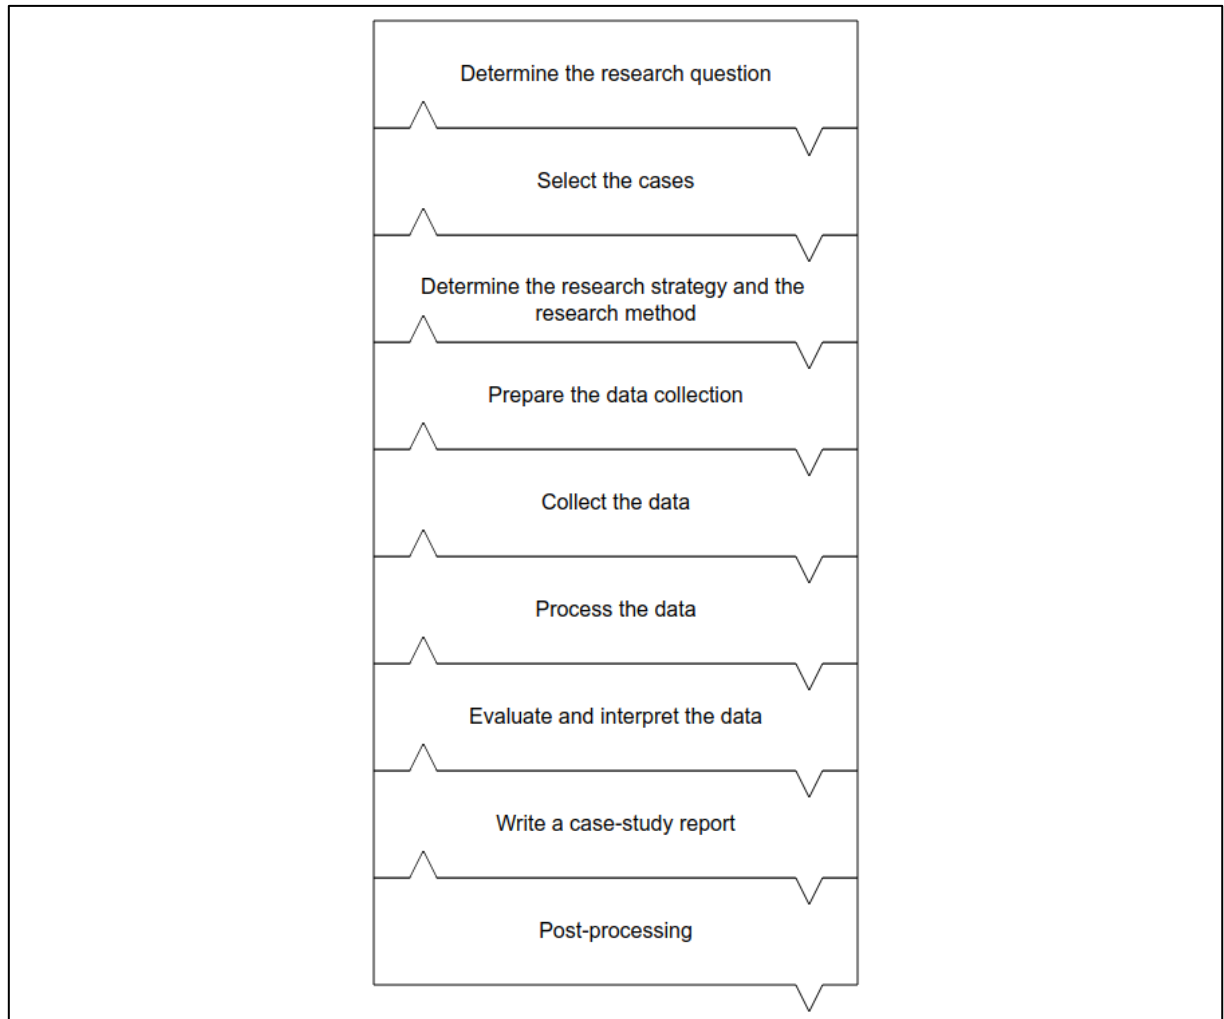 Determine the research question
Select the cases
Determine the research strategy and the
research method
Prepare the data collection
Collect the data
Process the data
Evaluate and interpret the data
Write a case-study report
Post-processing